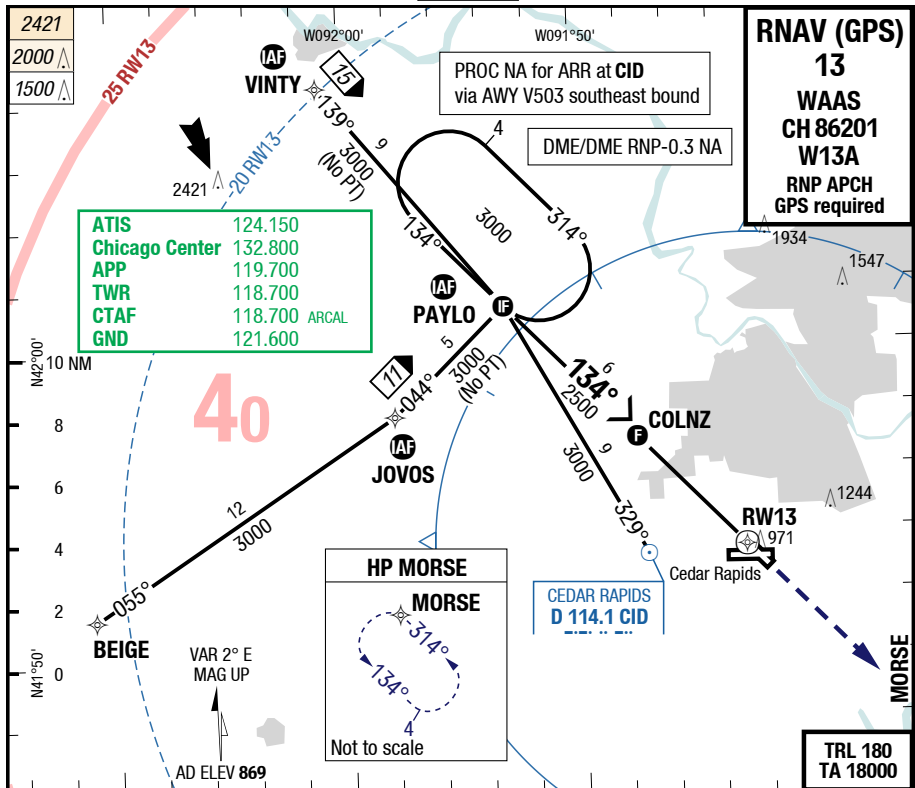 2421
2000
1500
25 RW13
W092°00'
W091°50'
RNAV (GPS)
13
WAAS
CH 86201
W13A
RNP APCH
GPS required
IAF
VINTY
15
139°
9
3000
(No PT)
PROC NA for ARR at CID
via AWY V503 southeast bound
DME/DME RNP-0.3 NA
4
3000
314°
134°
2421
20 RW13
1934
1547
ATIS 124.150
Chicago Center 132.800
APP 119.700
TWR 118.700
CTAF 118.700 ARCAL
GND 121.600
IAF
PAYLO
IF
N42°00'
10 NM
8
6
4
2
0
N41°50'
40
11
044°
5
3000
(No PT)
IAF
JOVOS
6
134°
2500
F COLNZ
9
3000
329°
12
3000
055°
BEIGE
1244
RW13
971
Cedar Rapids
CEDAR RAPIDS
D 114.1 CID
HP MORSE
MORSE
314°
134°
4
Not to scale
MORSE
VAR 2° E
MAG UP
AD ELEV 869
TRL 180
TA 18000